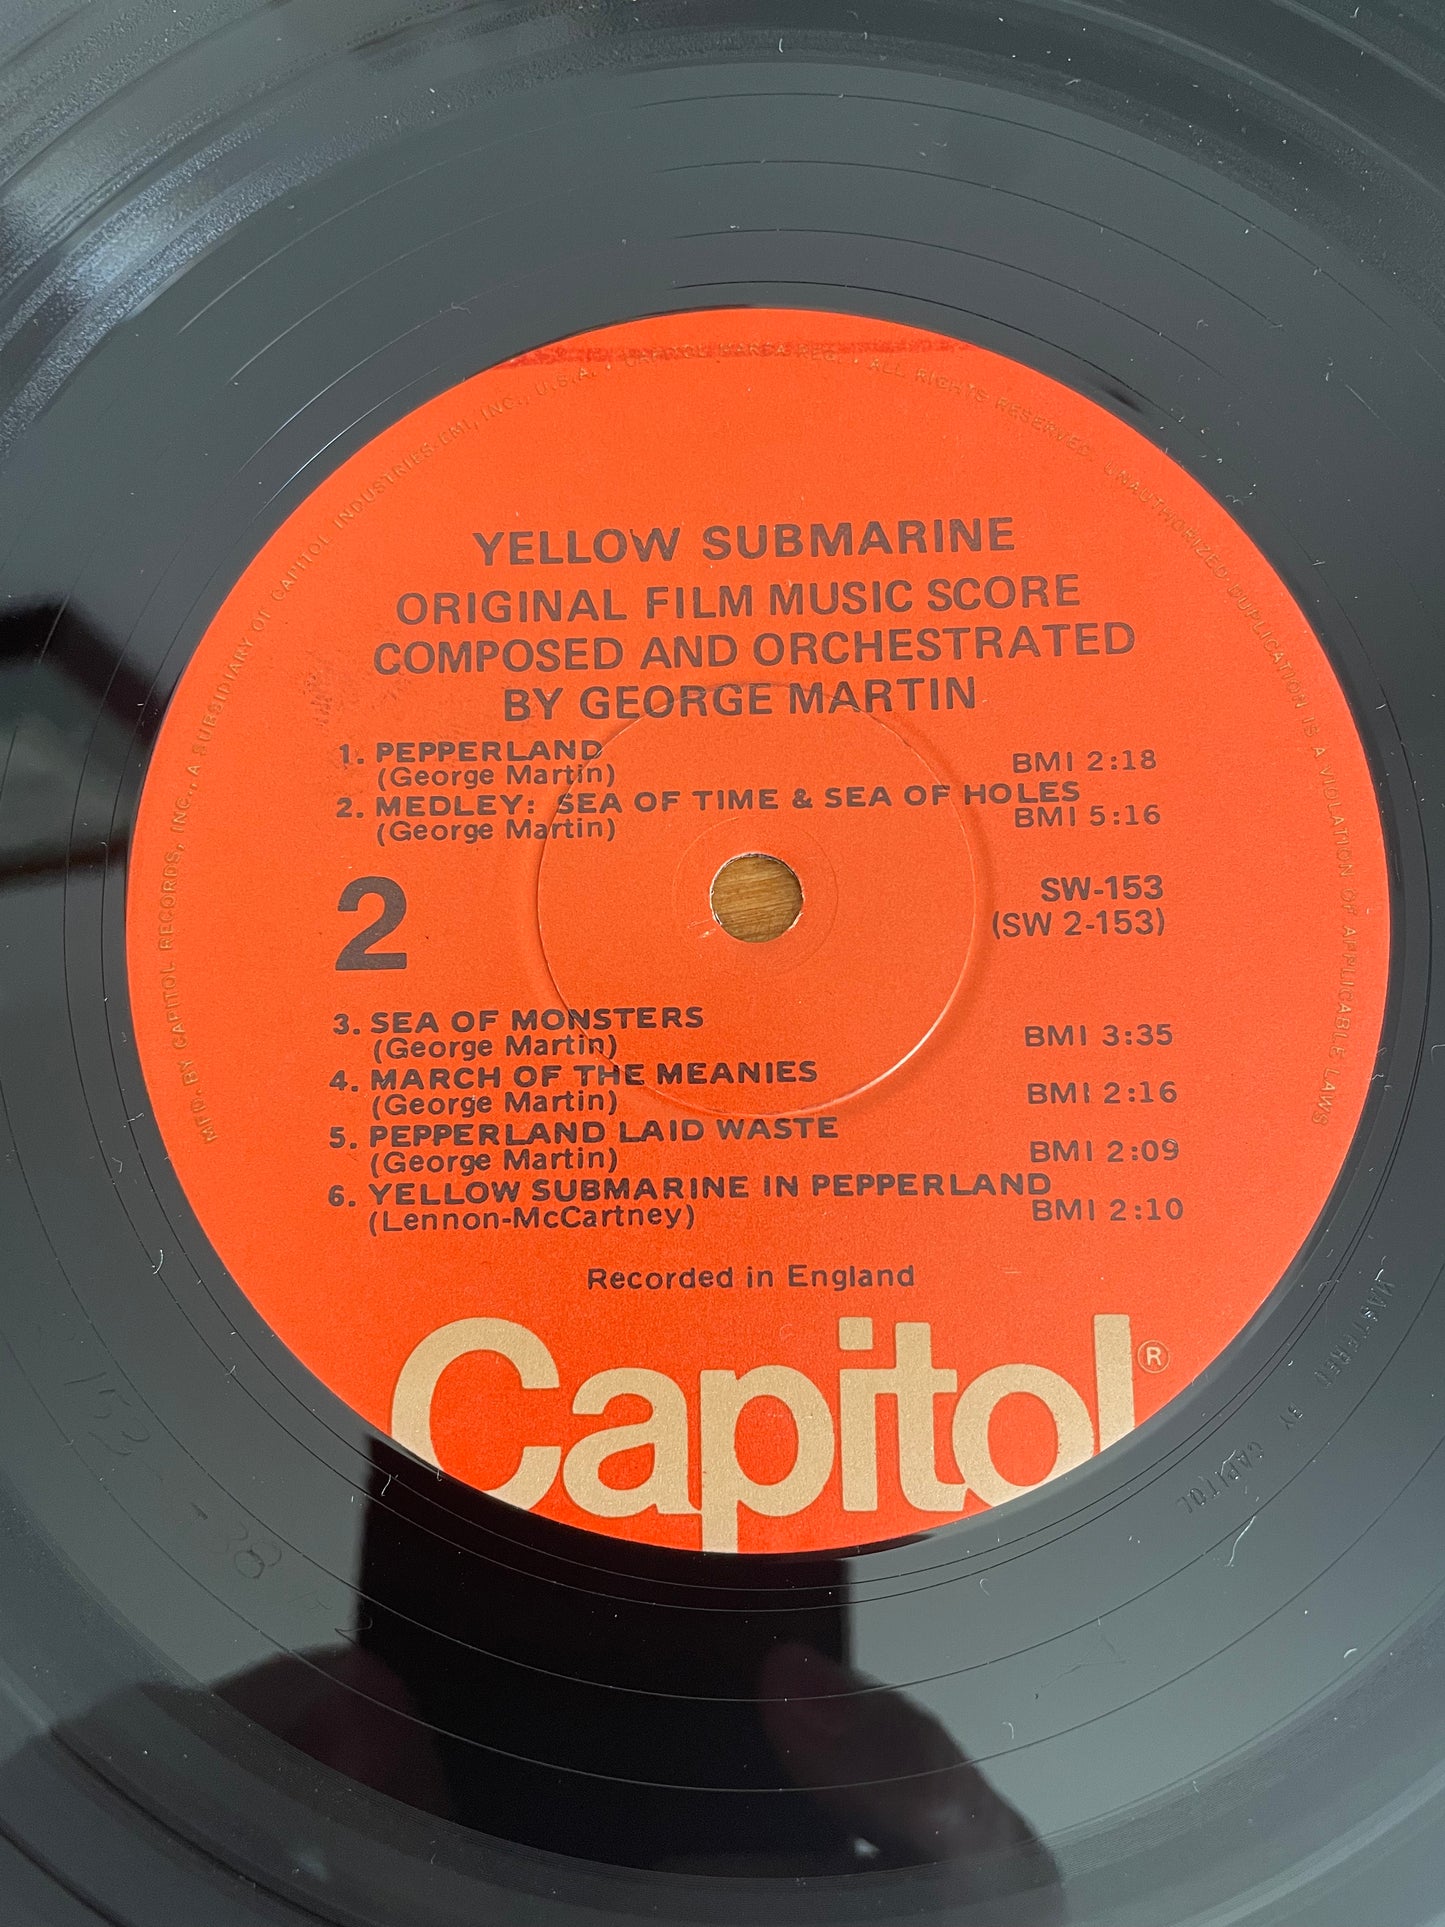 MFD. BY CAPITOL RECORDS, INC., A SUBSIDIARY OF CAPITOL INDUSTRIES-EMI, INC., U.S.A. • CAPITOL MARCA REG. • ALL RIGHTS RESERVED. UNAUTHORIZED DUPLICATION IS A VIOLATION OF APPLICABLE LAWS
YELLOW SUBMARINE
ORIGINAL FILM MUSIC SCORE
COMPOSED AND ORCHESTRATED
BY GEORGE MARTIN
1. PEPPERLAND
(George Martin) BMI 2:18
2. MEDLEY: SEA OF TIME & SEA OF HOLES
(George Martin) BMI 5:16
2
SW-153
(SW 2-153)
3. SEA OF MONSTERS
(George Martin) BMI 3:35
4. MARCH OF THE MEANIES
(George Martin) BMI 2:16
5. PEPPERLAND LAID WASTE
(George Martin) BMI 2:09
6. YELLOW SUBMARINE IN PEPPERLAND
(Lennon-McCartney) BMI 2:10
Recorded in England
Capitol®
MASTERED BY CAPITOL